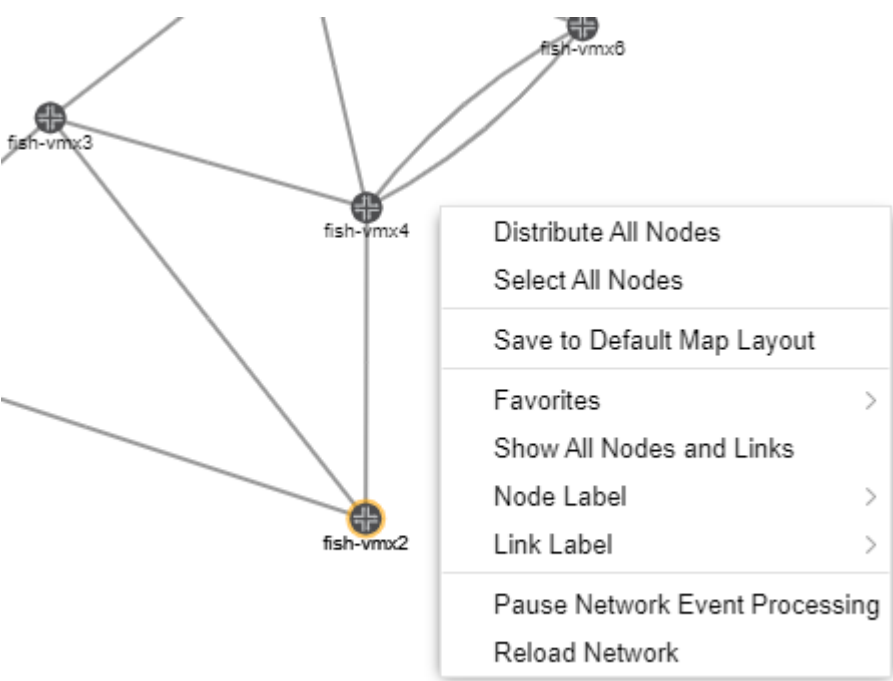 fish-vmx6
fish-vmx3
fish-vmx4
Distribute All Nodes
Select All Nodes
Save to Default Map Layout
Favorites
Show All Nodes and Links
Node Label
Link Label
fish-vmx2
Pause Network Event Processing
Reload Network